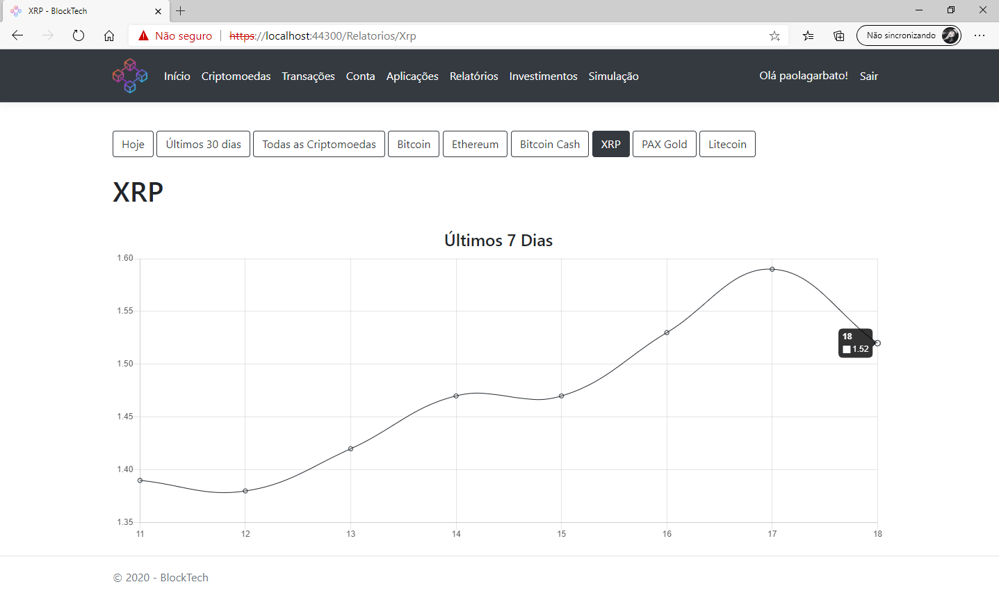 XRP - BlockTech
Não seguro https://localhost:44300/Relatorios/Xrp Não sincronizando
Início Criptomoedas Transações Conta Aplicações Relatórios Investimentos Simulação Olá paolagarbato! Sair
Hoje Últimos 30 dias Todas as Criptomoedas Bitcoin Ethereum Bitcoin Cash XRP PAX Gold Litecoin
XRP
Últimos 7 Dias
1.60
1.55
18
1.52
1.50
1.45
1.40
1.35
11 12 13 14 15 16 17 18
© 2020 - BlockTech